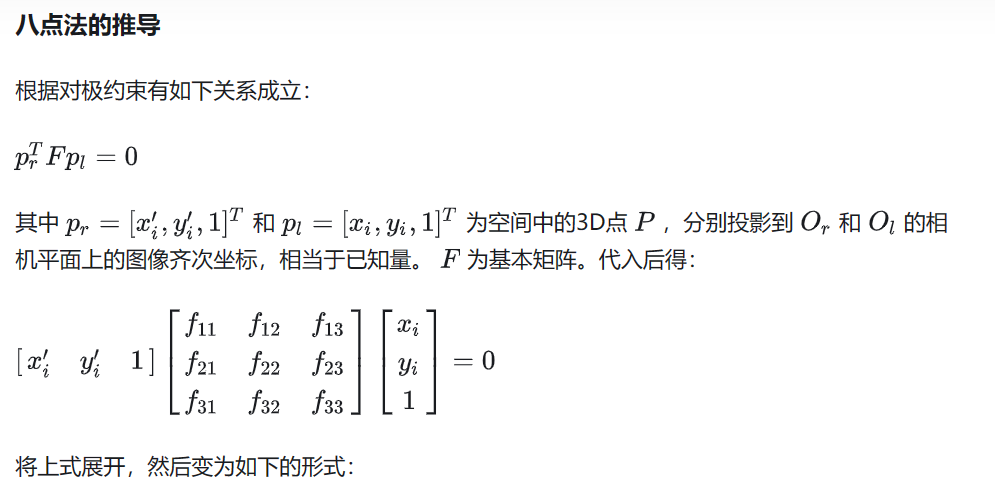 八点法的推导
根据对极约束有如下关系成立：
$p_r^T F p_l = 0$
其中 $p_r = [x_i', y_i', 1]^T$ 和 $p_l = [x_i, y_i, 1]^T$ 为空间中的3D点 $P$ ，分别投影到 $O_r$ 和 $O_l$ 的相
机平面上的图像齐次坐标，相当于已知量。 $F$ 为基本矩阵。代入后得：
$[\, x_i' \quad y_i' \quad 1 \,] \begin{bmatrix} f_{11} & f_{12} & f_{13} \\ f_{21} & f_{22} & f_{23} \\ f_{31} & f_{32} & f_{33} \end{bmatrix} \begin{bmatrix} x_i \\ y_i \\ 1 \end{bmatrix} = 0$
将上式展开，然后变为如下的形式：